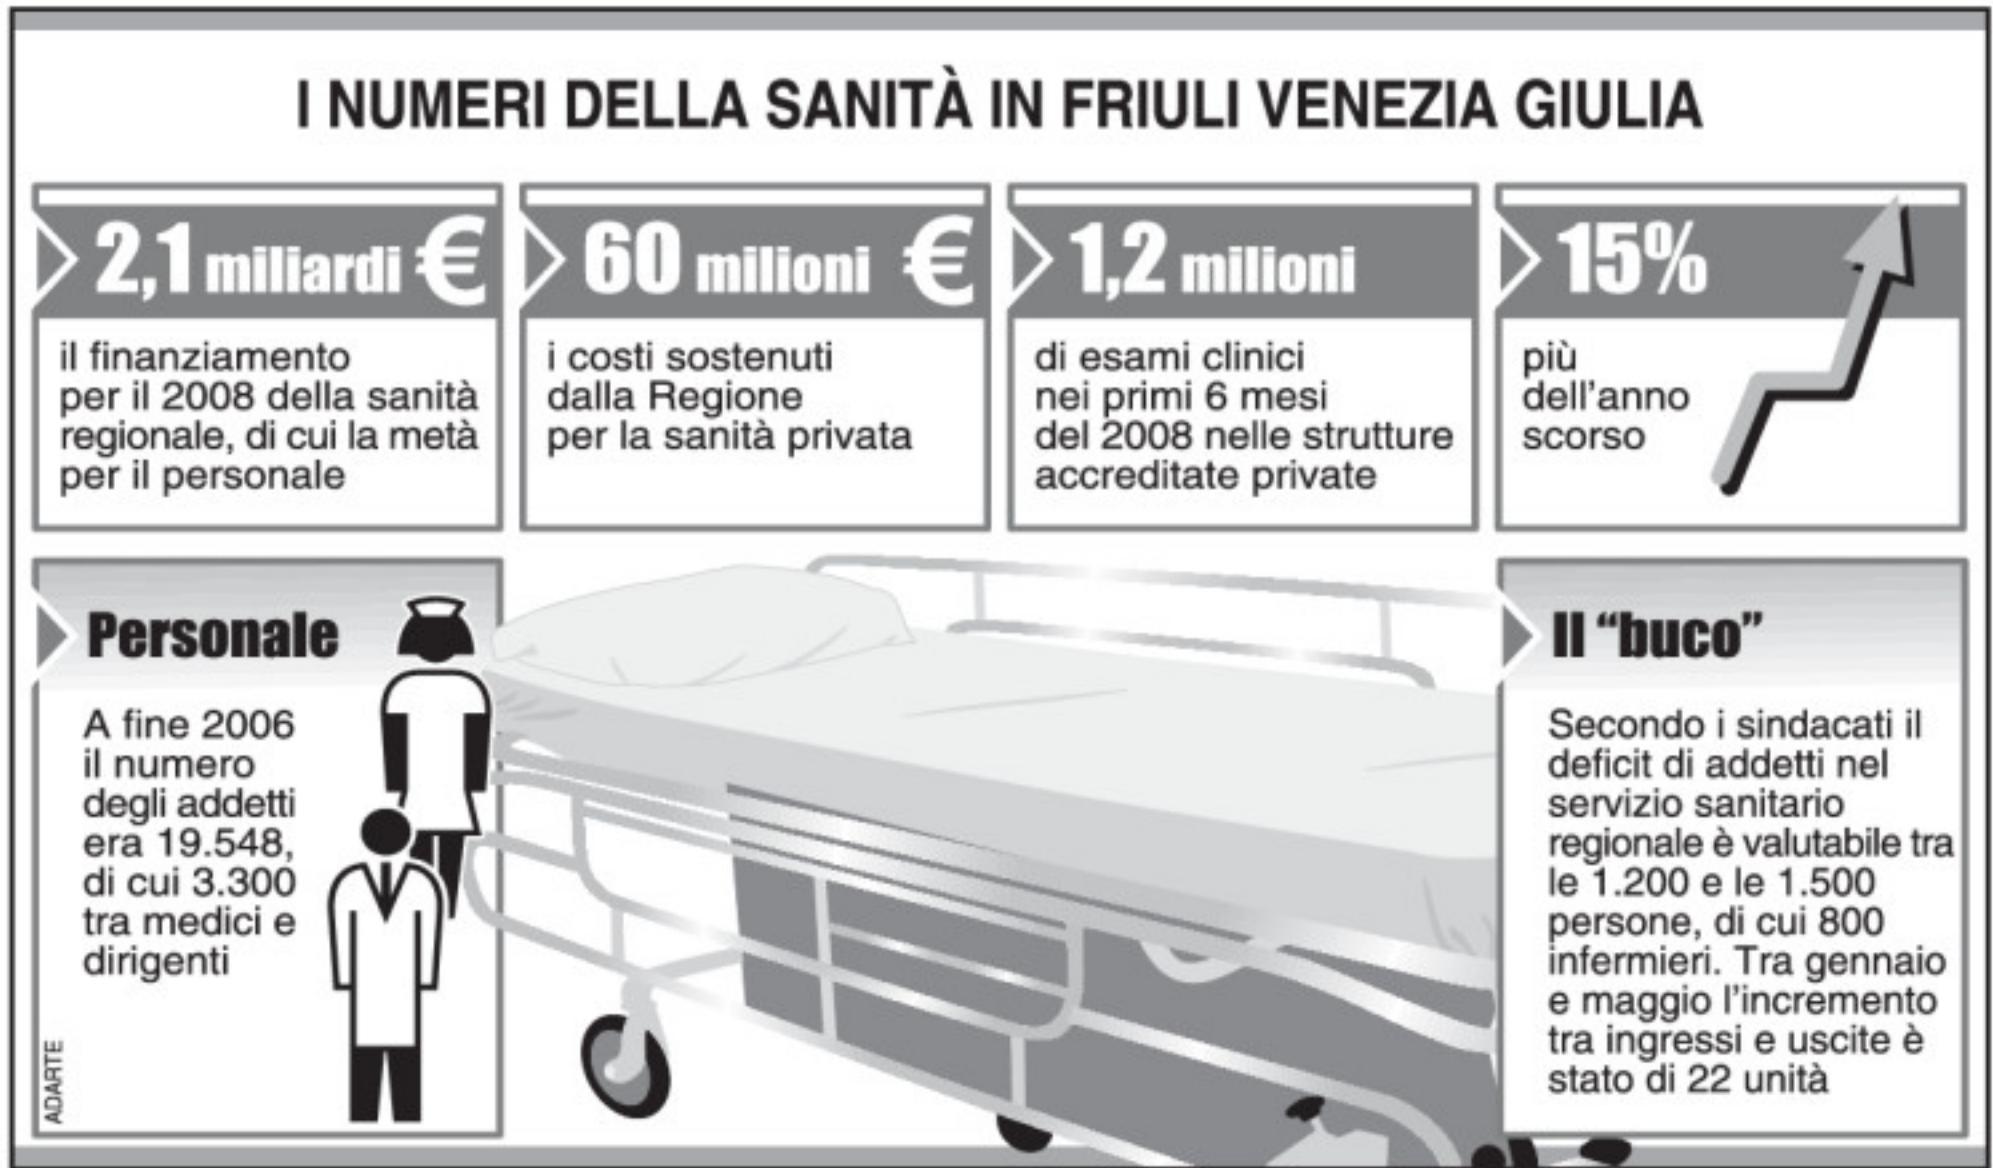 I NUMERI DELLA SANITÀ IN FRIULI VENEZIA GIULIA
2,1 miliardi €
il finanziamento
per il 2008 della sanità
regionale, di cui la metà
per il personale
60 milioni €
i costi sostenuti
dalla Regione
per la sanità privata
1,2 milioni
di esami clinici
nei primi 6 mesi
del 2008 nelle strutture
accreditate private
15%
più
dell'anno
scorso
Personale
A fine 2006
il numero
degli addetti
era 19.548,
di cui 3.300
tra medici e
dirigenti
ADARTE
Il “buco”
Secondo i sindacati il
deficit di addetti nel
servizio sanitario
regionale è valutabile tra
le 1.200 e le 1.500
persone, di cui 800
infermieri. Tra gennaio
e maggio l'incremento
tra ingressi e uscite è
stato di 22 unità